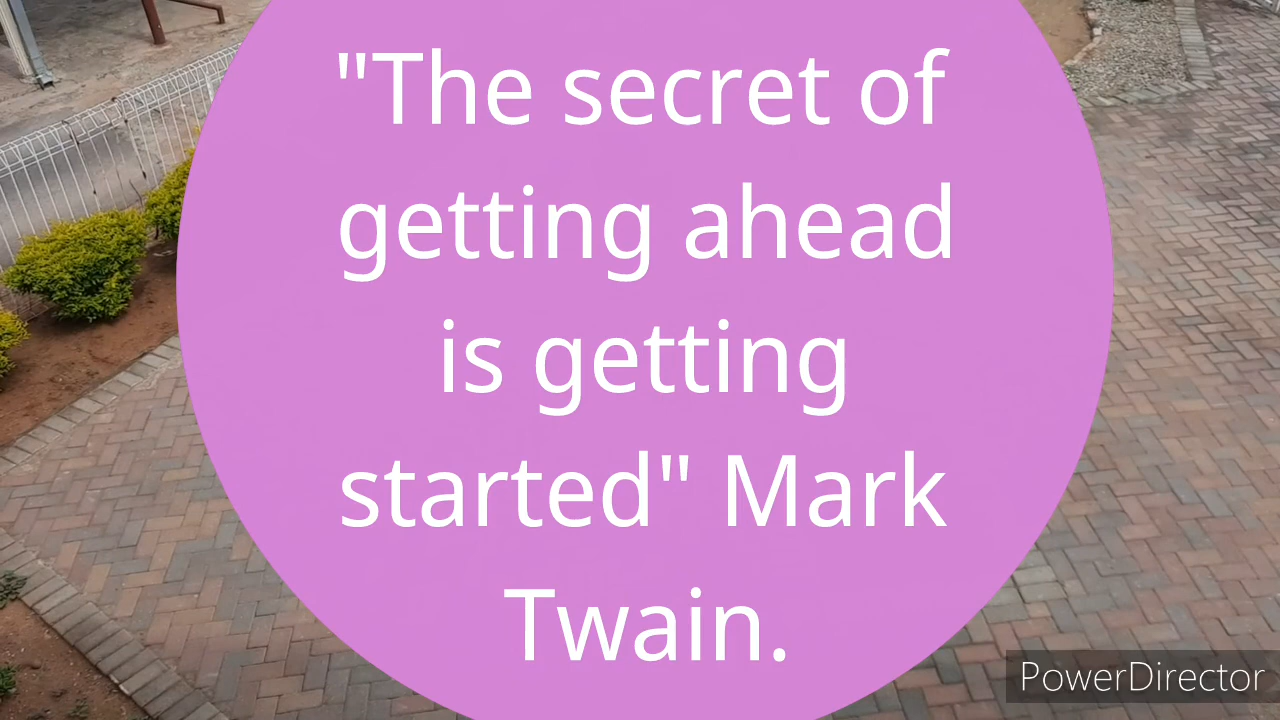 "The secret of
getting ahead
is getting
started" Mark
Twain.
PowerDirector